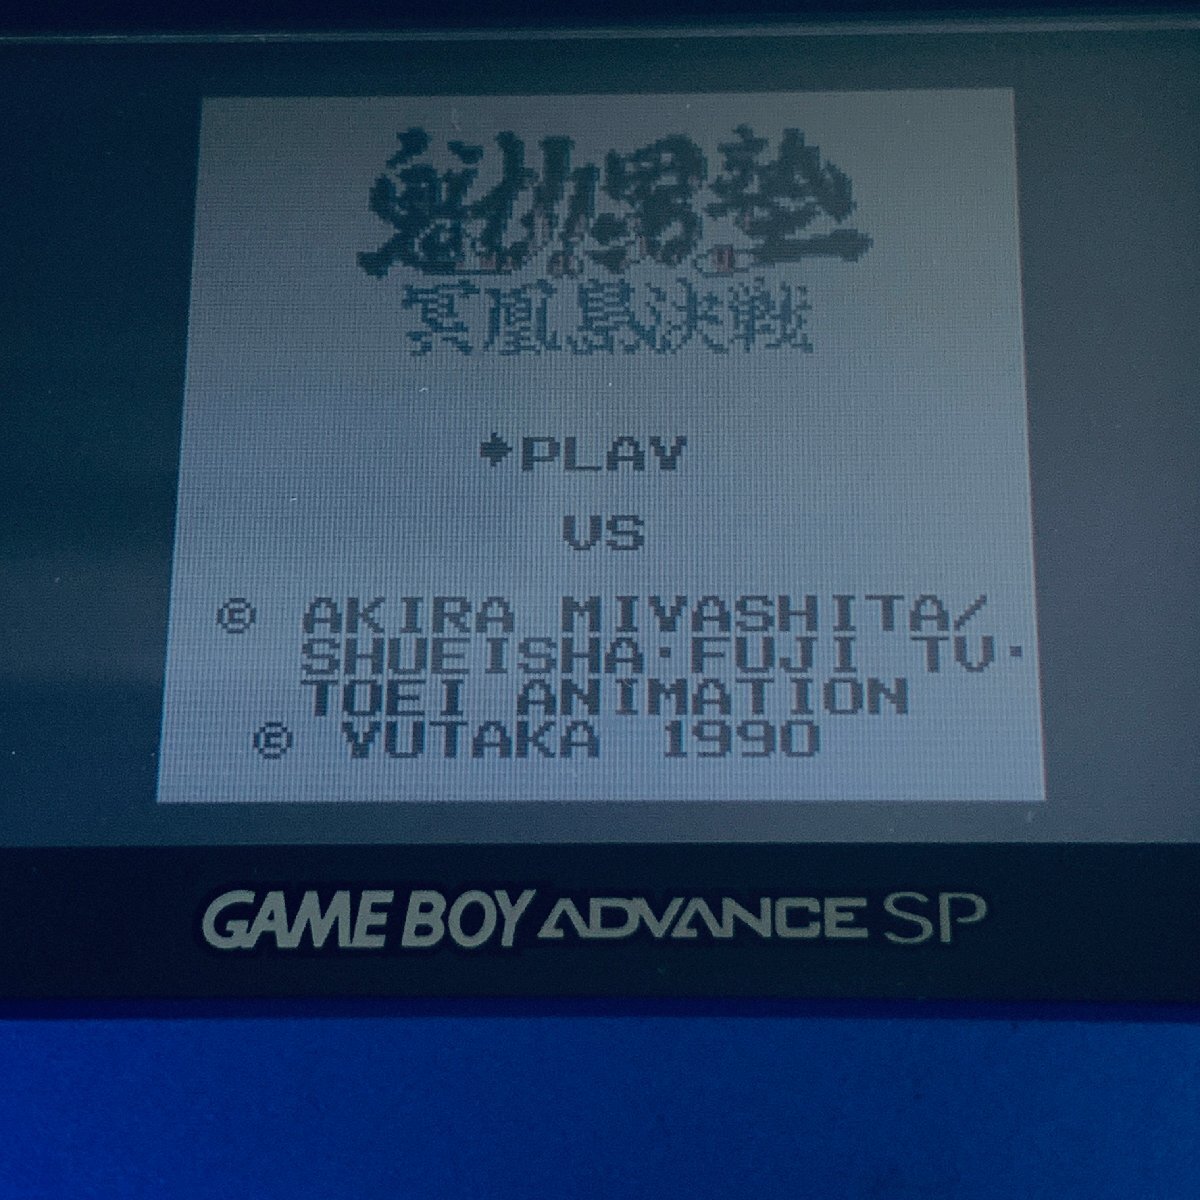 魁!!男塾
冥凰島決戦
➧PLAY
VS
© AKIRA MIYASHITA/
SHUEISHA·FUJI TV·
TOEI ANIMATION
© YUTAKA 1990
GAME BOY ADVANCE SP